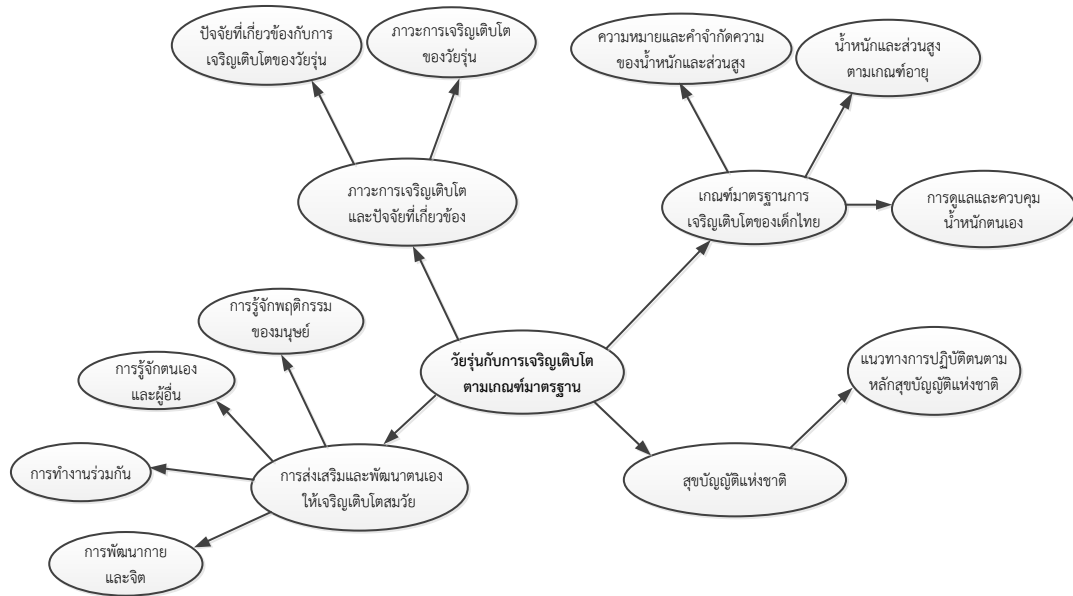 ปัจจัยที่เกี่ยวข้องกับการ
เจริญเติบโตของวัยรุ่น
ภาวะการเจริญเติบโต
ของวัยรุ่น
ความหมายและคำจำกัดความ
ของน้ำหนักและส่วนสูง
น้ำหนักและส่วนสูง
ตามเกณฑ์อายุ
ภาวะการเจริญเติบโต
และปัจจัยที่เกี่ยวข้อง
เกณฑ์มาตรฐานการ
เจริญเติบโตของเด็กไทย
การดูแลและควบคุม
น้ำหนักตนเอง
การรู้จักพฤติกรรม
ของมนุษย์
วัยรุ่นกับการเจริญเติบโต
ตามเกณฑ์มาตรฐาน
แนวทางการปฏิบัติตนตาม
หลักสุขบัญญัติแห่งชาติ
การรู้จักตนเอง
และผู้อื่น
การทำงานร่วมกัน
การส่งเสริมและพัฒนาตนเอง
ให้เจริญเติบโตสมวัย
สุขบัญญัติแห่งชาติ
การพัฒนากาย
และจิต